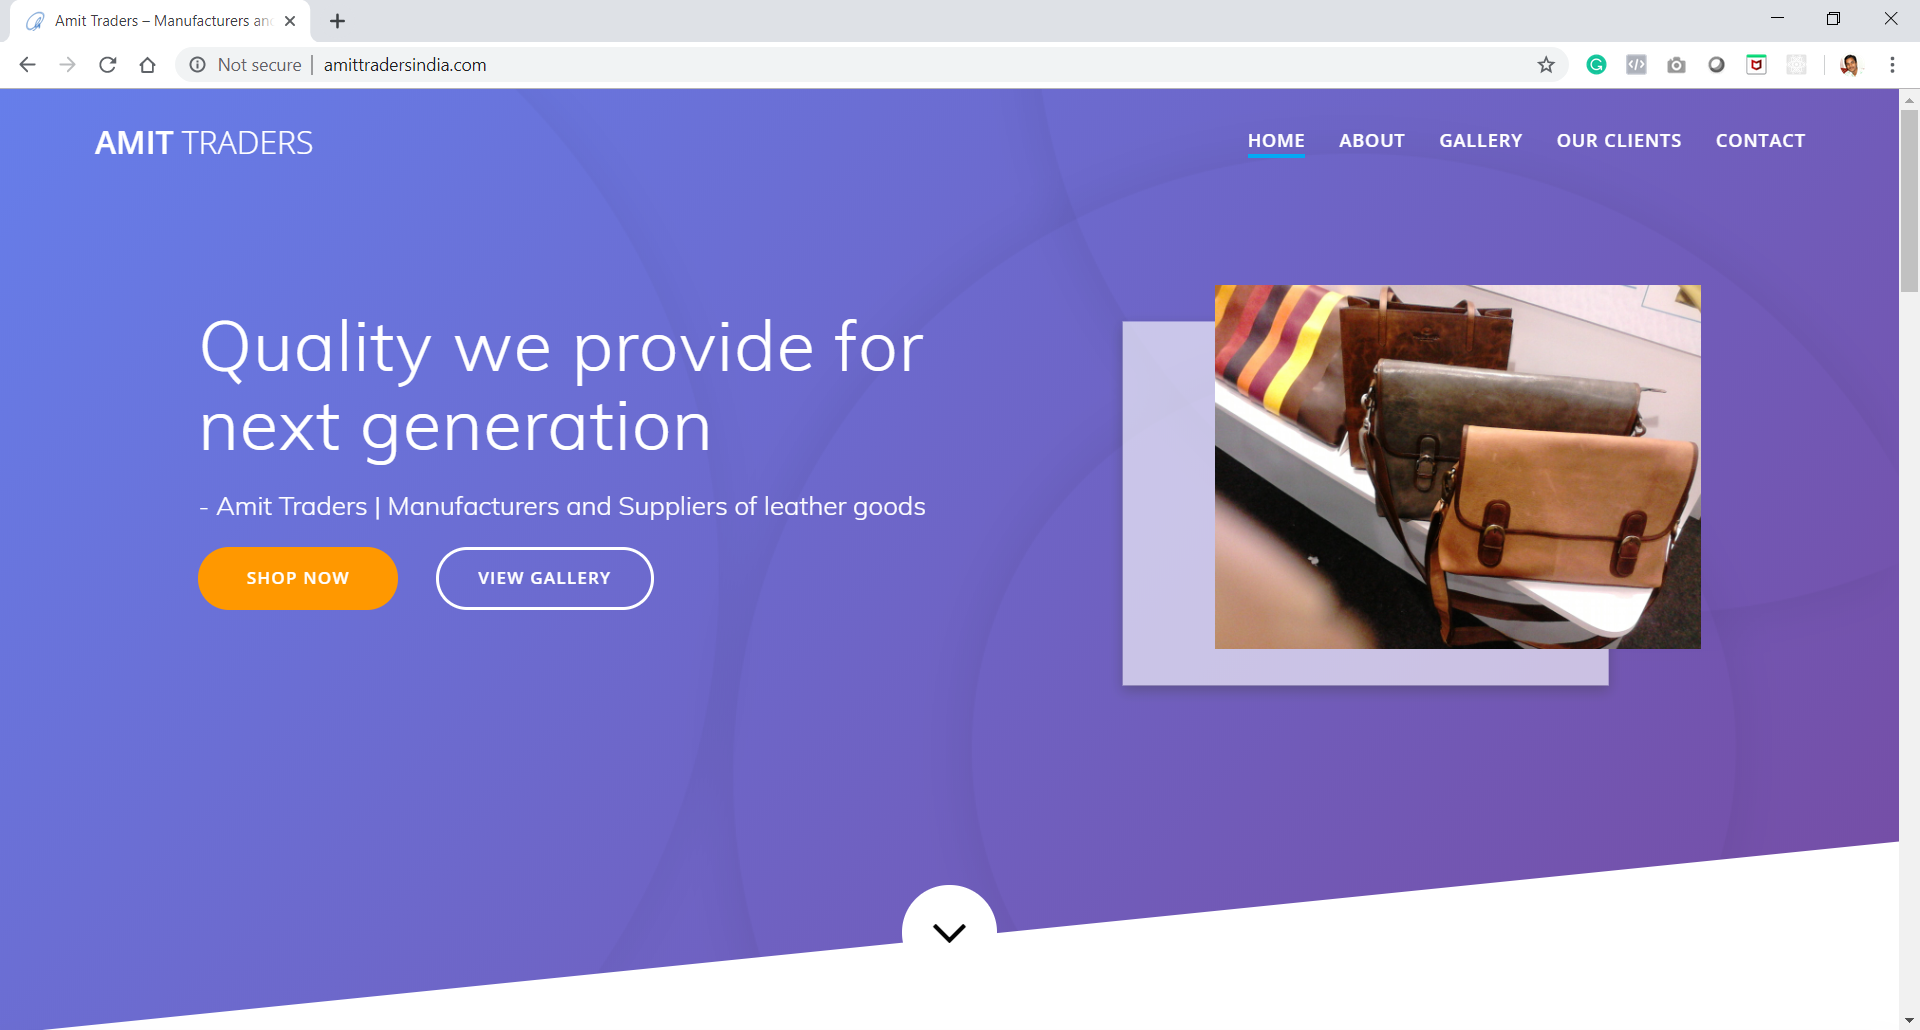 Amit Traders – Manufacturers an
Not secure | amittradersindia.com
AMIT TRADERS
HOME ABOUT GALLERY OUR CLIENTS CONTACT
Quality we provide for
next generation
- Amit Traders | Manufacturers and Suppliers of leather goods
SHOP NOW VIEW GALLERY